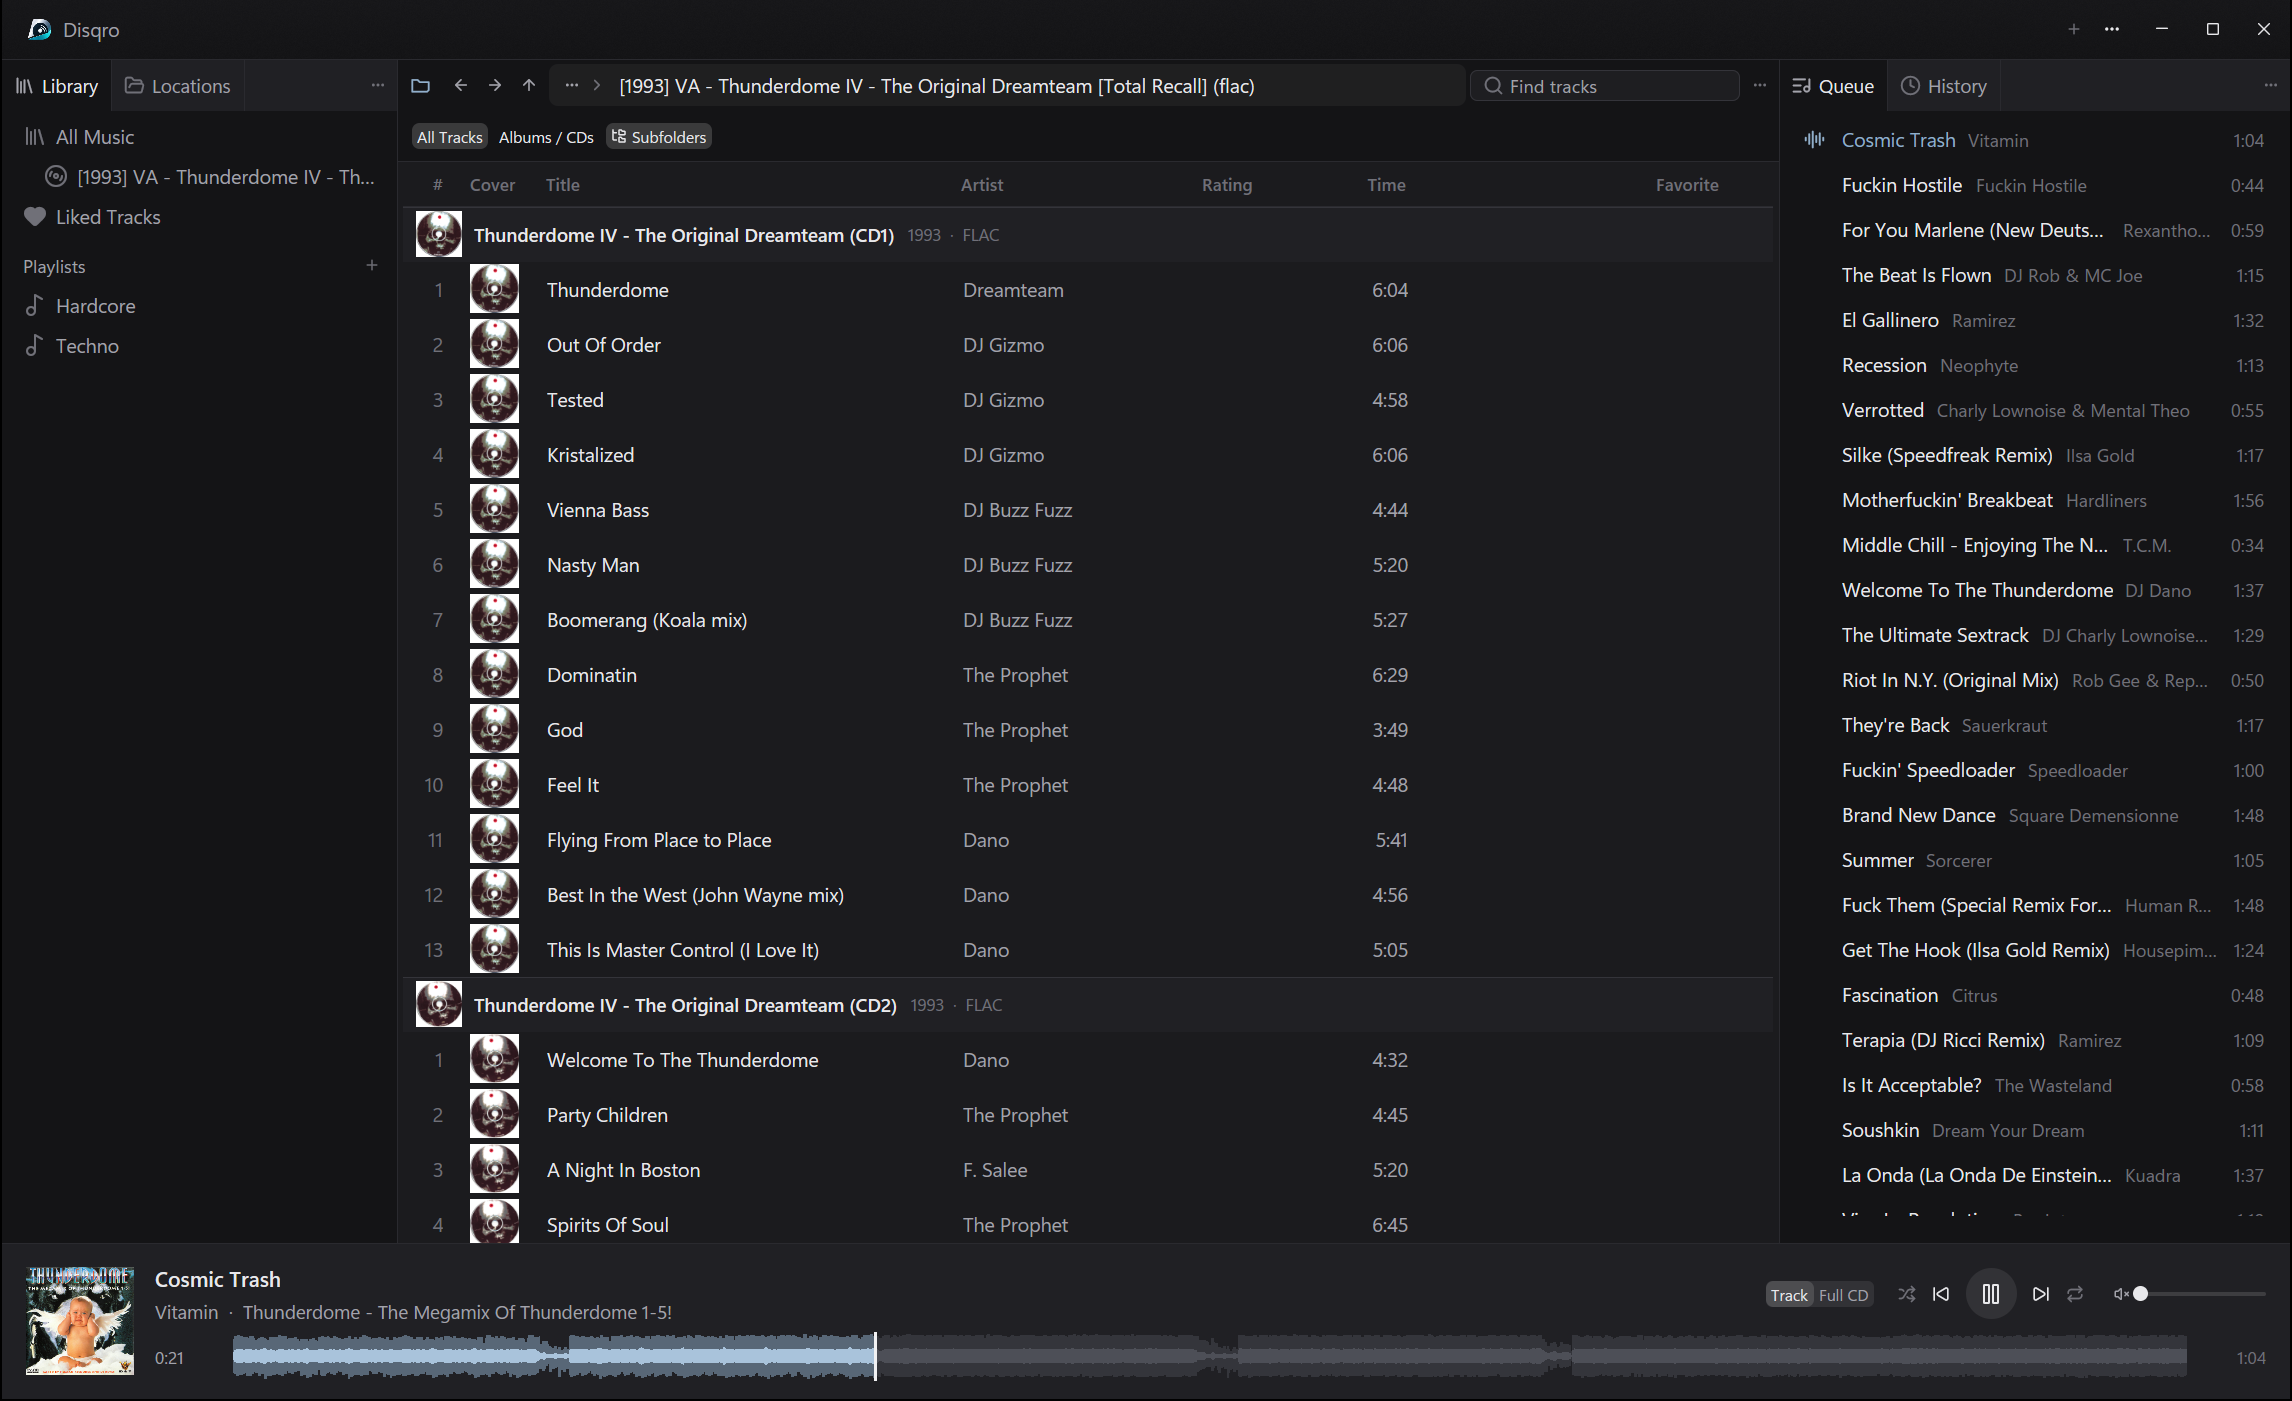 Disqro
Library
Locations
All Music
[1993] VA - Thunderdome IV - Th...
Liked Tracks
Playlists
Hardcore
Techno
[1993] VA - Thunderdome IV - The Original Dreamteam [Total Recall] (flac)
Find tracks
All Tracks Albums / CDs Subfolders
# Cover Title Artist Rating Time Favorite
Thunderdome IV - The Original Dreamteam (CD1) 1993 · FLAC
1 Thunderdome Dreamteam 6:04
2 Out Of Order DJ Gizmo 6:06
3 Tested DJ Gizmo 4:58
4 Kristalized DJ Gizmo 6:06
5 Vienna Bass DJ Buzz Fuzz 4:44
6 Nasty Man DJ Buzz Fuzz 5:20
7 Boomerang (Koala mix) DJ Buzz Fuzz 5:27
8 Dominatin The Prophet 6:29
9 God The Prophet 3:49
10 Feel It The Prophet 4:48
11 Flying From Place to Place Dano 5:41
12 Best In the West (John Wayne mix) Dano 4:56
13 This Is Master Control (I Love It) Dano 5:05
Thunderdome IV - The Original Dreamteam (CD2) 1993 · FLAC
1 Welcome To The Thunderdome Dano 4:32
2 Party Children The Prophet 4:45
3 A Night In Boston F. Salee 5:20
4 Spirits Of Soul The Prophet 6:45
Queue
History
Cosmic Trash Vitamin 1:04
Fuckin Hostile Fuckin Hostile 0:44
For You Marlene (New Deuts... Rexantho... 0:59
The Beat Is Flown DJ Rob & MC Joe 1:15
El Gallinero Ramirez 1:32
Recession Neophyte 1:13
Verrotted Charly Lownoise & Mental Theo 0:55
Silke (Speedfreak Remix) Ilsa Gold 1:17
Motherfuckin' Breakbeat Hardliners 1:56
Middle Chill - Enjoying The N... T.C.M. 0:34
Welcome To The Thunderdome DJ Dano 1:37
The Ultimate Sextrack DJ Charly Lownoise... 1:29
Riot In N.Y. (Original Mix) Rob Gee & Rep... 0:50
They're Back Sauerkraut 1:17
Fuckin' Speedloader Speedloader 1:00
Brand New Dance Square Demensionne 1:48
Summer Sorcerer 1:05
Fuck Them (Special Remix For... Human R... 1:48
Get The Hook (Ilsa Gold Remix) Housepim... 1:24
Fascination Citrus 0:48
Terapia (DJ Ricci Remix) Ramirez 1:09
Is It Acceptable? The Wasteland 0:58
Soushkin Dream Your Dream 1:11
La Onda (La Onda De Einstein... Kuadra 1:37
THUNDERDOME
Cosmic Trash
Vitamin · Thunderdome - The Megamix Of Thunderdome 1-5!
0:21
Track Full CD
1:04